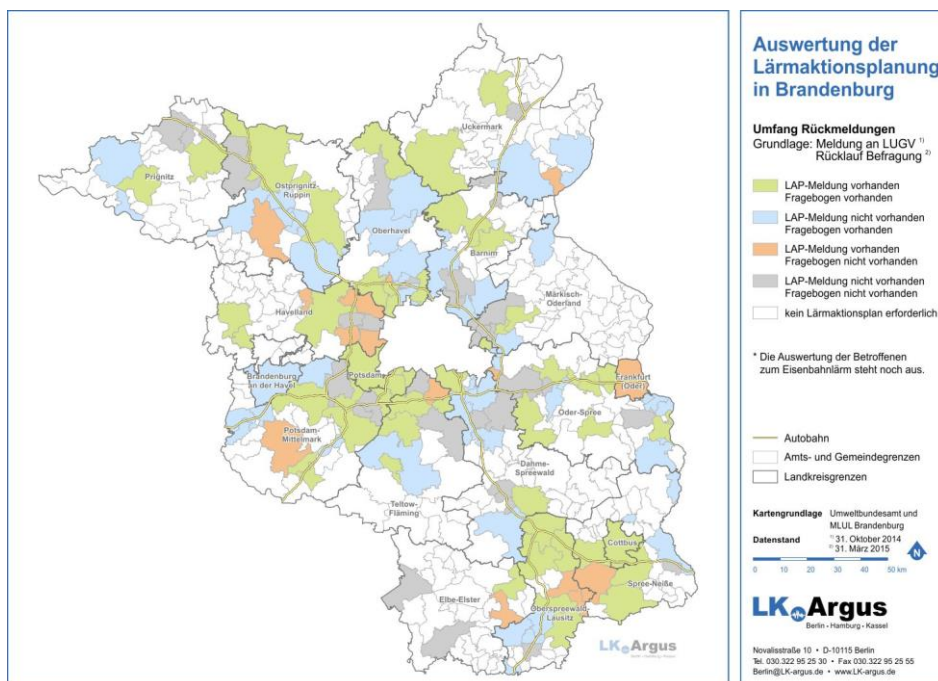 Uckermark
Prignitz
Ostprignitz
Ruppin
Oberhavel
Barnim
Märkisch-
Oderland
Havelland
Brandenburg
an der Havel
Potsdam
Frankfurt
(Oder)
Oder-Spree
Potsdam-
Mittelmark
Dahme-
Spreewald
Teltow-
Fläming
Cottbus
Spree-Neiße
Elbe-Elster
Oberspreewald
Lausitz
LK Argus
Berlin • Hamburg • Kassel
Auswertung der
Lärmaktionsplanung
in Brandenburg
Umfang Rückmeldungen
Grundlage: Meldung an LUGV 1)
Rücklauf Befragung 2)
LAP-Meldung vorhanden
Fragebogen vorhanden
LAP-Meldung nicht vorhanden
Fragebogen vorhanden
LAP-Meldung vorhanden
Fragebogen nicht vorhanden
LAP-Meldung nicht vorhanden
Fragebogen nicht vorhanden
kein Lärmaktionsplan erforderlich
* Die Auswertung der Betroffenen
zum Eisenbahnlärm steht noch aus.
Autobahn
Amts- und Gemeindegrenzen
Landkreisgrenzen
Kartengrundlage Umweltbundesamt und
MLUL Brandenburg
Datenstand 1) 31. Oktober 2014
2) 31. März 2015
N
0 10 20 30 40 50 km
LK Argus
Berlin • Hamburg • Kassel
Novalisstraße 10 • D-10115 Berlin
Tel. 030.322 95 25 30 • Fax 030.322 95 25 55
Berlin@LK-argus.de • www.LK-argus.de